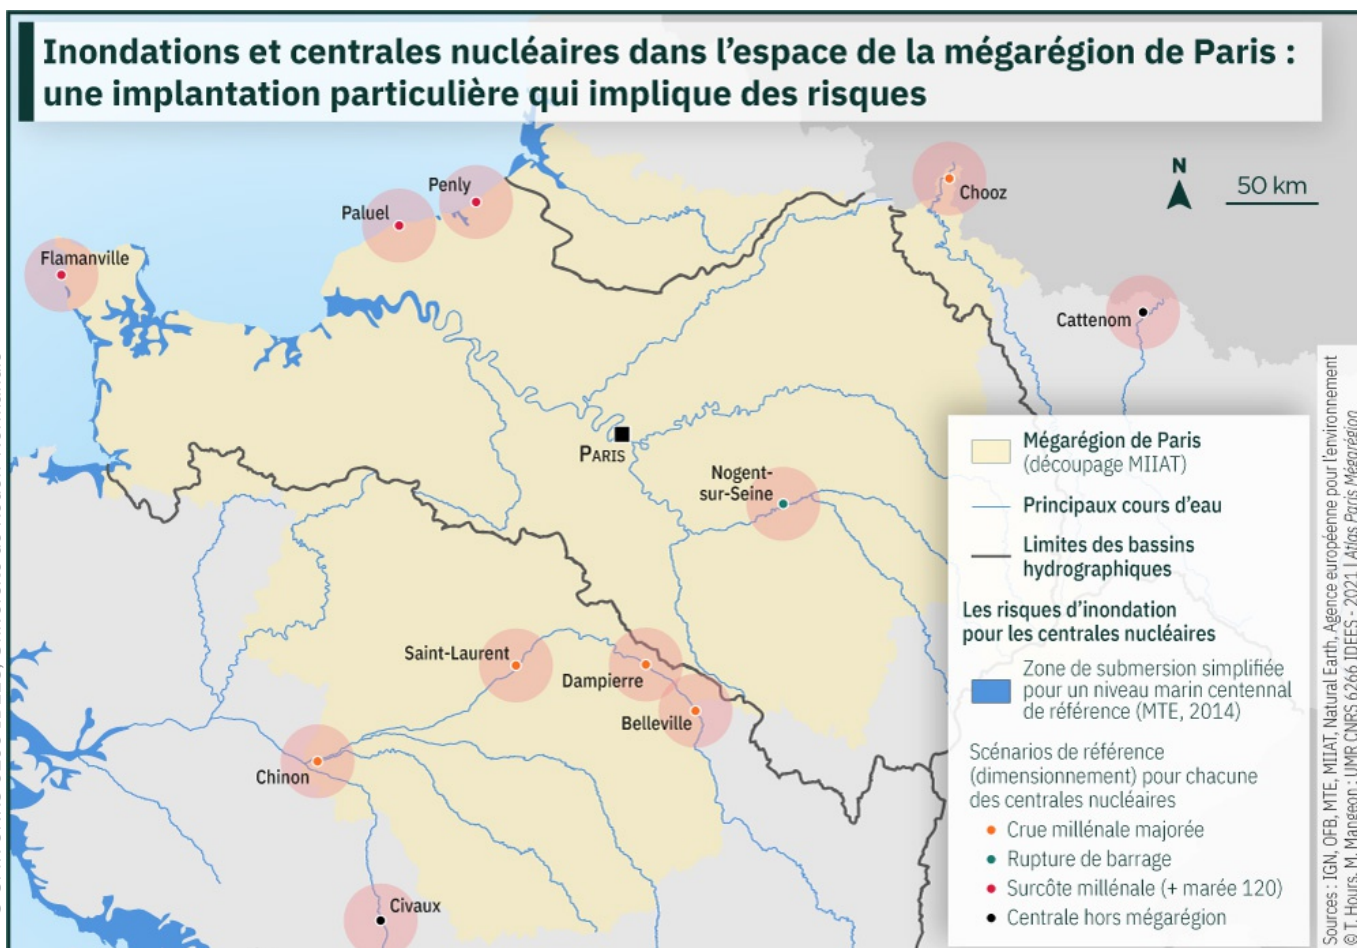 Inondations et centrales nucléaires dans l’espace de la mégarégion de Paris :
une implantation particulière qui implique des risques
N
50 km
Chooz
Penly
Paluel
Flamanville
Cattenom
PARIS
Nogent-
sur-Seine
Saint-Laurent
Dampierre
Belleville
Chinon
Civaux
Mégarégion de Paris
(découpage MIIAT)
Principaux cours d’eau
Limites des bassins
hydrographiques
Les risques d’inondation
pour les centrales nucléaires
Zone de submersion simplifiée
pour un niveau marin centennal
de référence (MTE, 2014)
Scénarios de référence
(dimensionnement) pour chacune
des centrales nucléaires
Crue millénale majorée
Rupture de barrage
Surcôte millénale (+ marée 120)
Centrale hors mégarégion
Sources : IGN, OFB, MTE, MIIAT, Natural Earth, Agence européenne pour l’environnement
© T. Hours, M. Mangeon : UMR CNRS 6266 IDEES - 2021 | Atlas Paris Mégarégion